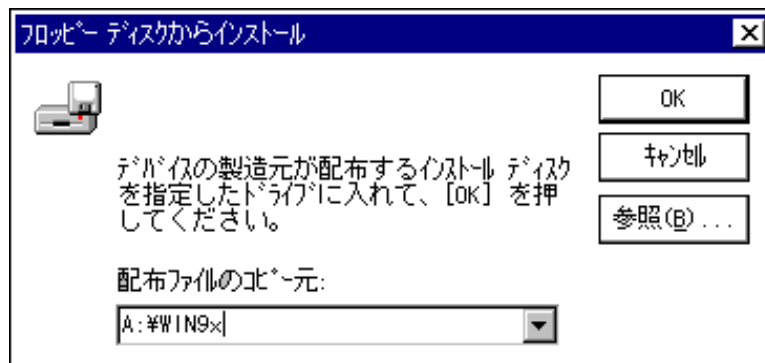 ﾌﾛｯﾋﾟｰ ﾃﾞｨｽｸからｲﾝｽﾄｰﾙ
OK
ﾃﾞﾊﾞｲｽの製造元が配布するｲﾝｽﾄｰﾙ ﾃﾞｨｽｸ
を指定したﾄﾞﾗｲﾌﾞに入れて、[OK] を押
してください。
ｷｬﾝｾﾙ
参照(B)...
配布ﾌｧｲﾙのｺﾋﾟｰ元:
A:¥WIN9x